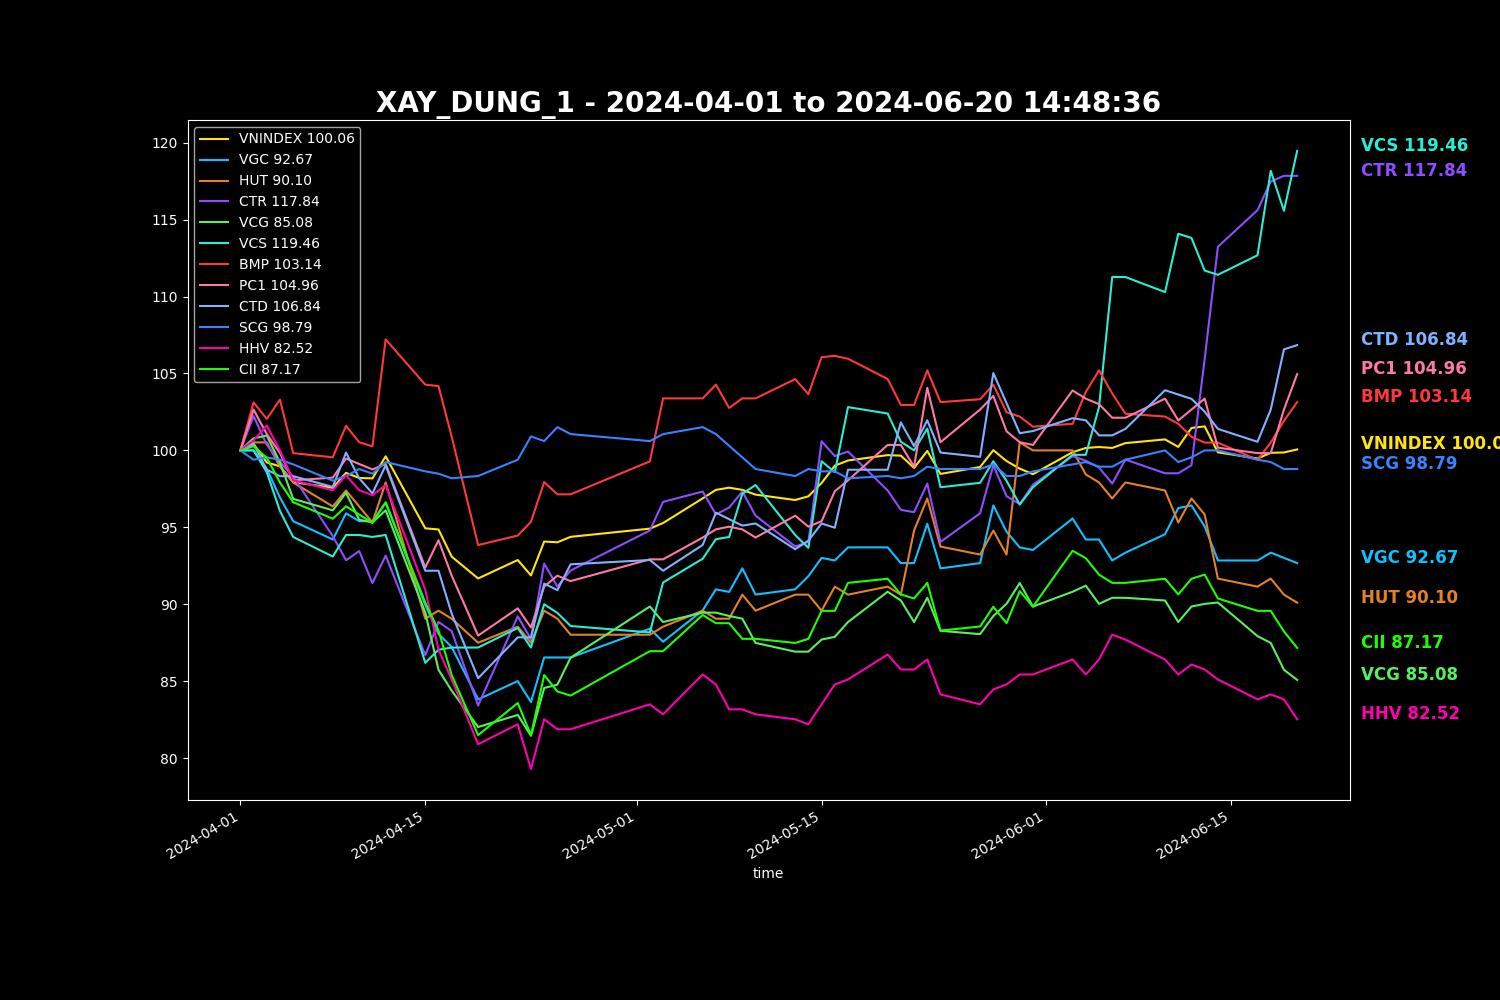 XAY_DUNG_1 - 2024-04-01 to 2024-06-20 14:48:36
VNINDEX 100.06
VGC 92.67
HUT 90.10
CTR 117.84
VCG 85.08
VCS 119.46
BMP 103.14
PC1 104.96
CTD 106.84
SCG 98.79
HHV 82.52
CII 87.17
120
115
110
105
100
95
90
85
80
VCS 119.46
CTR 117.84
CTD 106.84
PC1 104.96
BMP 103.14
VNINDEX 100.0
SCG 98.79
VGC 92.67
HUT 90.10
CII 87.17
VCG 85.08
HHV 82.52
2024-04-01
2024-04-15
2024-05-01
2024-05-15
2024-06-01
2024-06-15
time